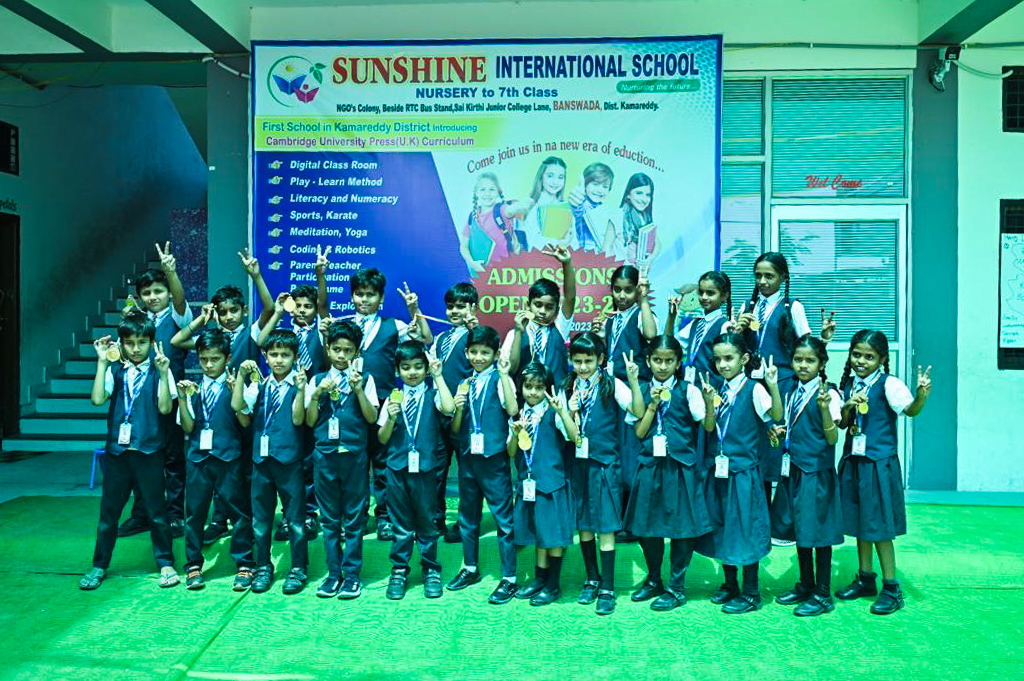 SUNSHINE INTERNATIONAL SCHOOL
Nurturing the future...
NURSERY to 7th Class
NGO's Colony, Beside RTC Bus Stand,Sai Kirthi Junior College Lane, BANSWADA, Dist. Kamareddy.
First School in Kamareddy District Introducing
Cambridge University Press(U.K) Curriculum
Come join us in na new era of eduction...
Digital Class Room
Play - Learn Method
Literacy and Numeracy
Sports, Karate
Meditation, Yoga
Coding & Robotics
Parent Teacher
Participation
ADMISSIONS
OPEN
2023
Wel Come